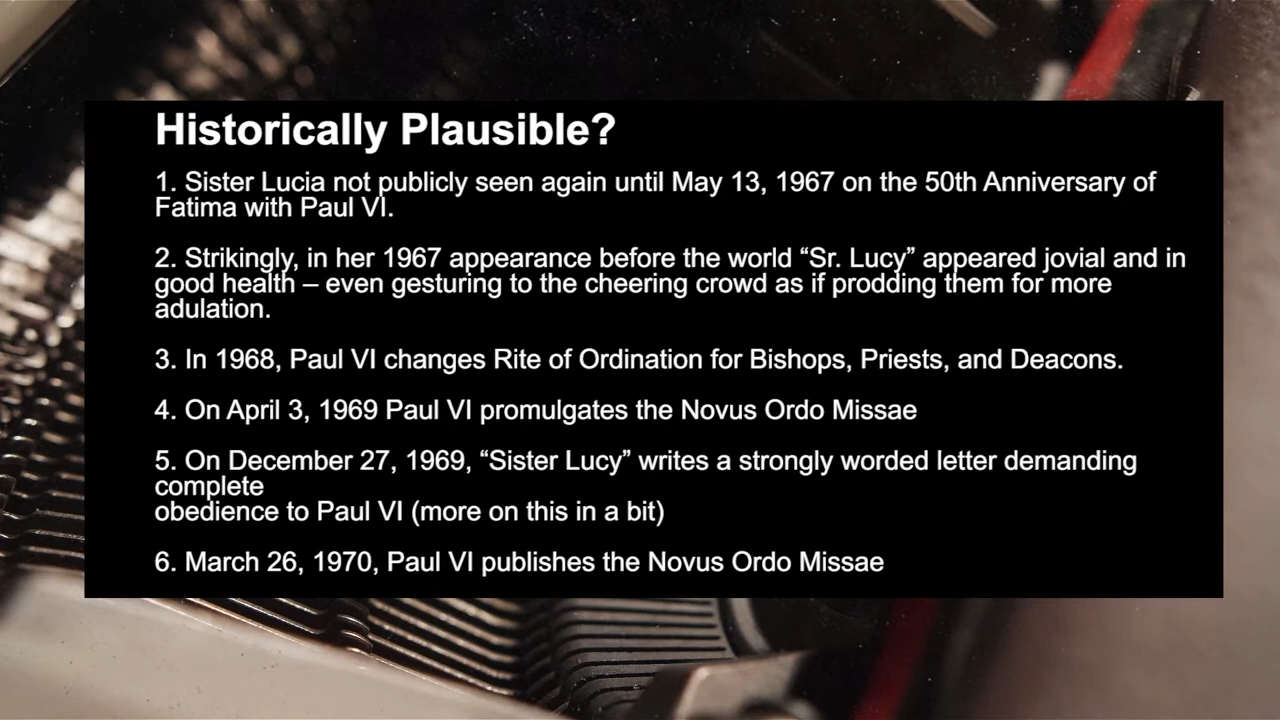 Historically Plausible?
1. Sister Lucia not publicly seen again until May 13, 1967 on the 50th Anniversary of
Fatima with Paul VI.
2. Strikingly, in her 1967 appearance before the world “Sr. Lucy” appeared jovial and in
good health – even gesturing to the cheering crowd as if prodding them for more
adulation.
3. In 1968, Paul VI changes Rite of Ordination for Bishops, Priests, and Deacons.
4. On April 3, 1969 Paul VI promulgates the Novus Ordo Missae
5. On December 27, 1969, “Sister Lucy” writes a strongly worded letter demanding
complete
obedience to Paul VI (more on this in a bit)
6. March 26, 1970, Paul VI publishes the Novus Ordo Missae